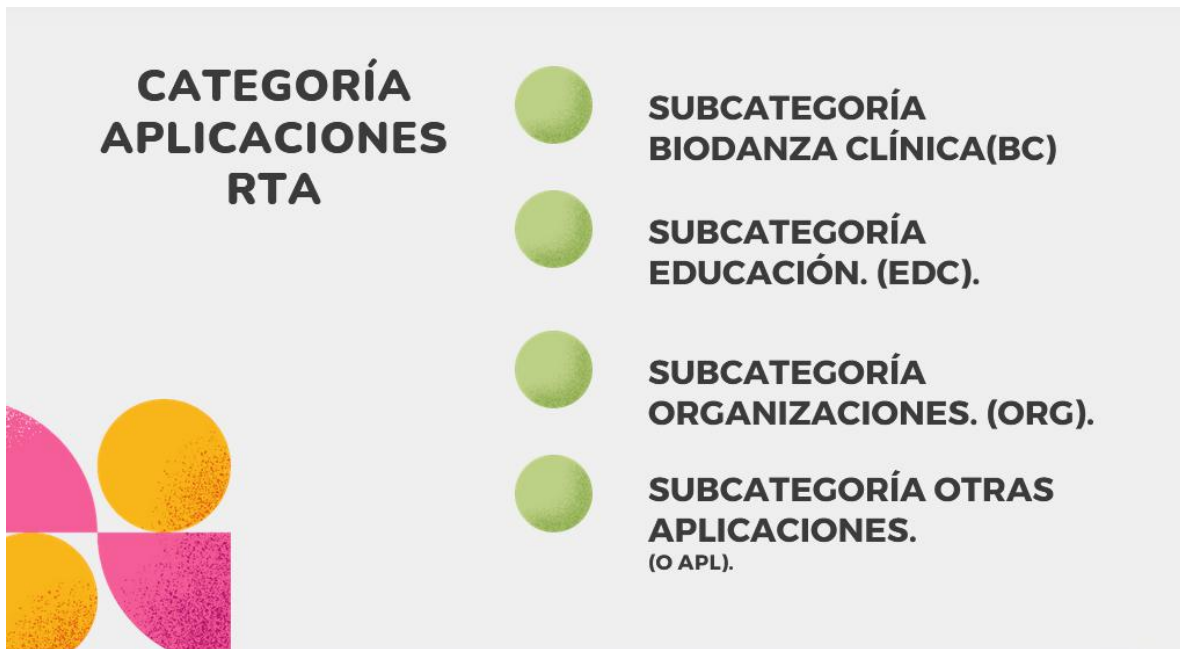 CATEGORÍA
APLICACIONES
RTA
SUBCATEGORÍA
BIODANZA CLÍNICA(BC)
SUBCATEGORÍA
EDUCACIÓN. (EDC).
SUBCATEGORÍA
ORGANIZACIONES. (ORG).
SUBCATEGORÍA OTRAS
APLICACIONES.
(O APL).